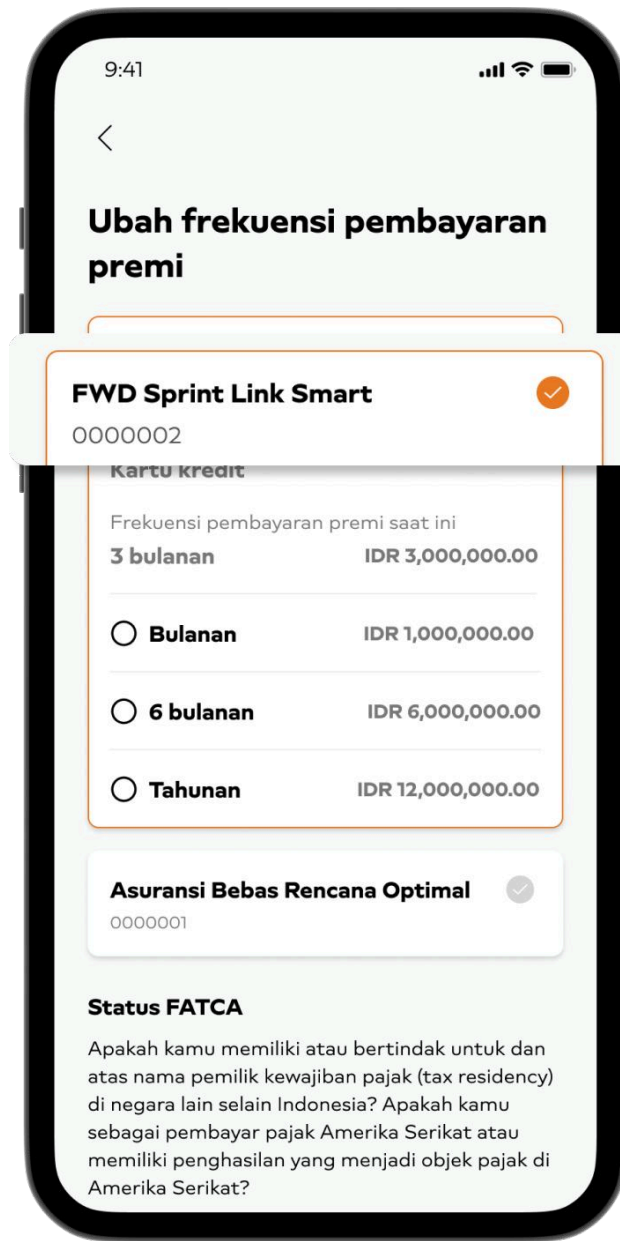 9:41
Ubah frekuensi pembayaran
premi
FWD Sprint Link Smart
0000002
Kartu kredit
Frekuensi pembayaran premi saat ini
3 bulanan IDR 3,000,000.00
Bulanan IDR 1,000,000.00
6 bulanan IDR 6,000,000.00
Tahunan IDR 12,000,000.00
Asuransi Bebas Rencana Optimal
0000001
Status FATCA
Apakah kamu memiliki atau bertindak untuk dan
atas nama pemilik kewajiban pajak (tax residency)
di negara lain selain Indonesia? Apakah kamu
sebagai pembayar pajak Amerika Serikat atau
memiliki penghasilan yang menjadi objek pajak di
Amerika Serikat?